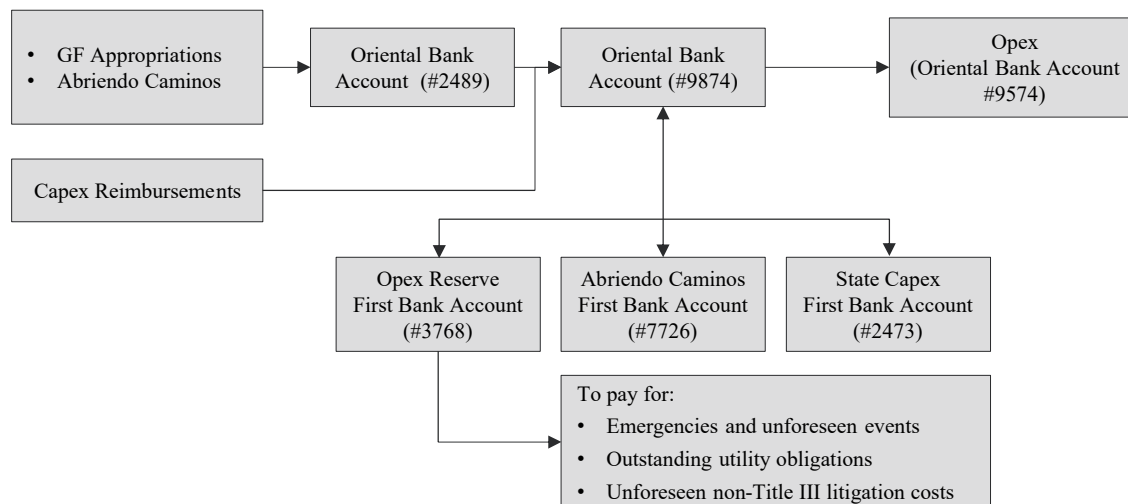 • GF Appropriations
• Abriendo Caminos
Oriental Bank
Account (#2489)
Oriental Bank
Account (#9874)
Opex
(Oriental Bank Account
#9574)
Capex Reimbursements
Opex Reserve
First Bank Account
(#3768)
Abriendo Caminos
First Bank Account
(#7726)
State Capex
First Bank Account
(#2473)
To pay for:
• Emergencies and unforeseen events
• Outstanding utility obligations
• Unforeseen non-Title III litigation costs